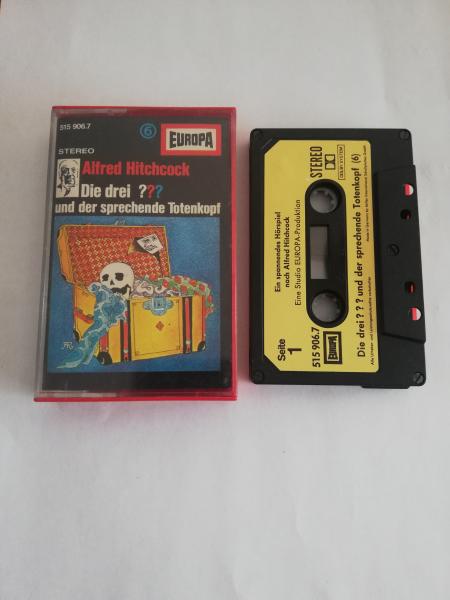 515 906.7
6
EUROPA
STEREO
Alfred Hitchcock
Die drei ???
und der sprechende Totenkopf
Ein spannendes Hörspiel
nach Alfred Hitchcock
Eine Studio EUROPA-Produktion
STEREO
DOLBY SYSTEM
Seite
1
515 906.7
EUROPA
Die drei ? ? ? und der sprechende Totenkopf (6)